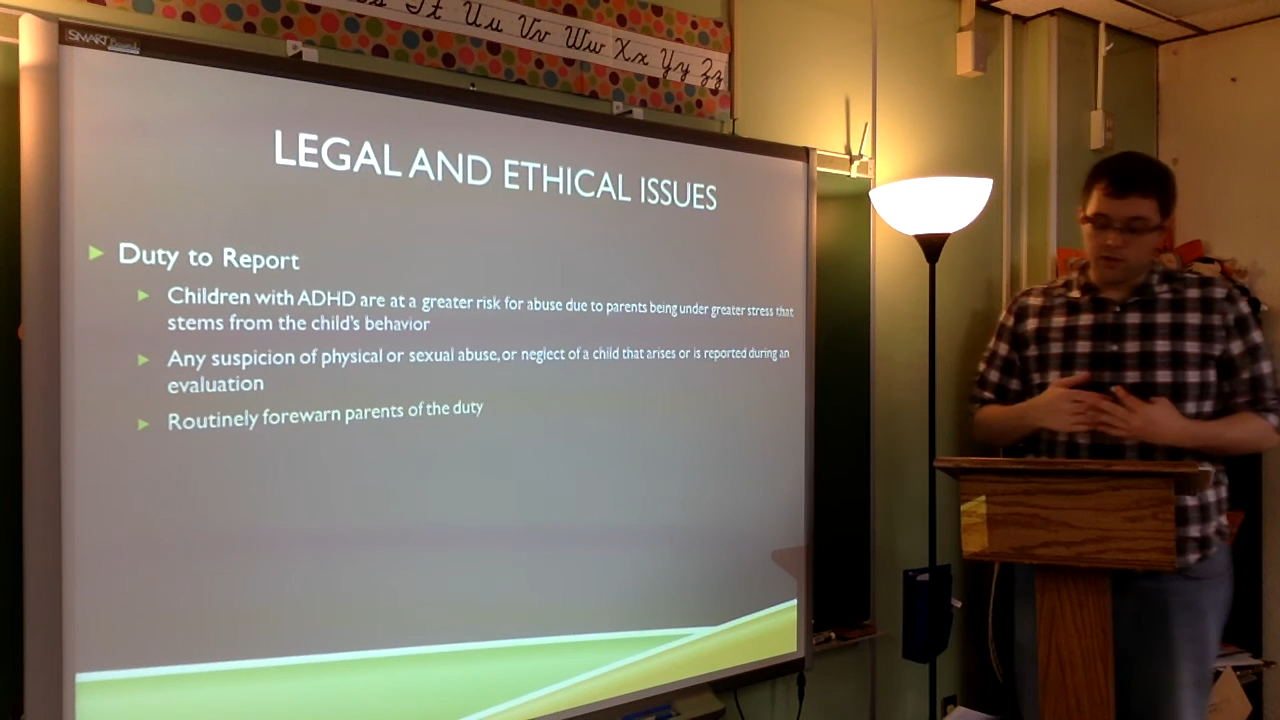 Tt Uu Vv Ww Xx Yy Zz
SMART Board
LEGAL AND ETHICAL ISSUES
Duty to Report
Children with ADHD are at a greater risk for abuse due to parents being under greater stress that
stems from the child's behavior
Any suspicion of physical or sexual abuse, or neglect of a child that arises or is reported during an
evaluation
Routinely forewarn parents of the duty